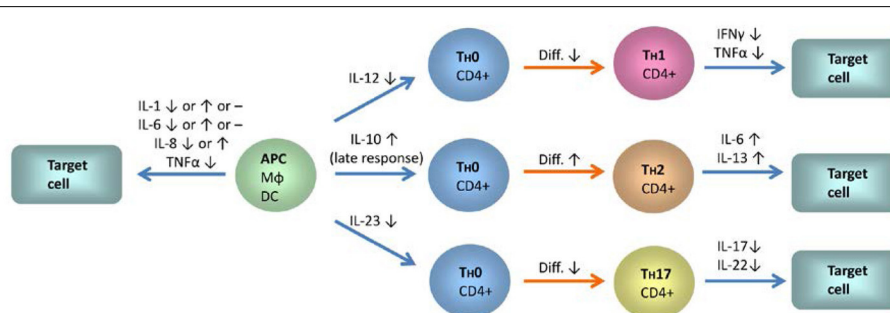 IL-1 ↓ or ↑ or –
IL-6 ↓ or ↑ or –
IL-8 ↓ or ↑
TNFα ↓
Target
cell
APC
Mϕ
DC
IL-12 ↓
IL-10 ↑
(late response)
IL-23 ↓
TH0
CD4+
Diff. ↓
TH1
CD4+
IFNγ ↓
TNFα ↓
Target
cell
TH0
CD4+
Diff. ↑
TH2
CD4+
IL-6 ↑
IL-13 ↑
Target
cell
TH0
CD4+
Diff. ↓
TH17
CD4+
IL-17↓
IL-22↓
Target
cell